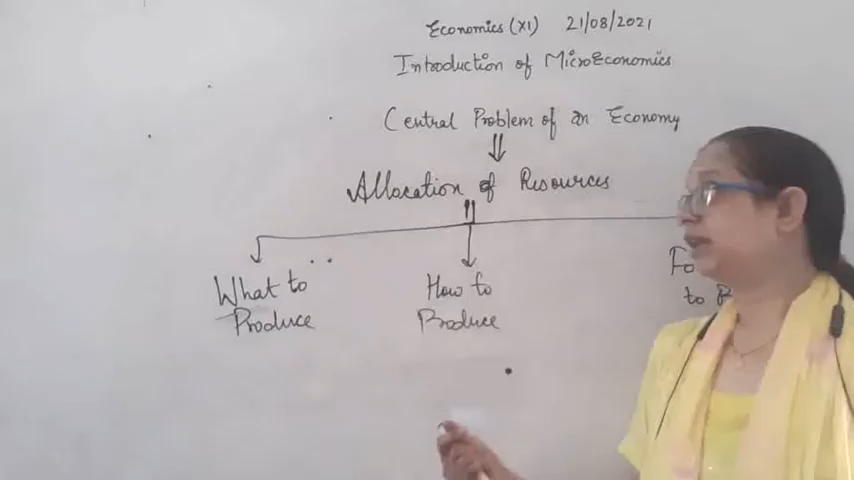 Economics (XI) 21/08/2021
Introduction of MicroEconomics
Central Problem of an Economy
Allocation of Resources
What to
Produce
How to
Produce
to